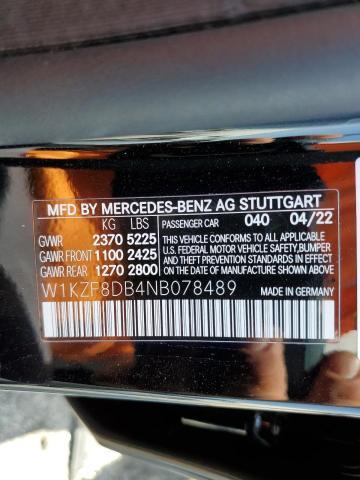 MFD BY MERCEDES-BENZ AG STUTTGART
KG LBS PASSENGER CAR 040 04/22
GVWR 2370 5225 THIS VEHICLE CONFORMS TO ALL APPLICABLE
GAWR FRONT 1100 2425 U.S. FEDERAL MOTOR VEHICLE SAFETY, BUMPER
GAWR REAR 1270 2800 AND THEFT PREVENTION STANDARDS IN EFFECT
ON THE DATE OF MANUFACTURE SHOWN ABOVE.
W1KZF8DB4NB078489 MADE IN GERMANY